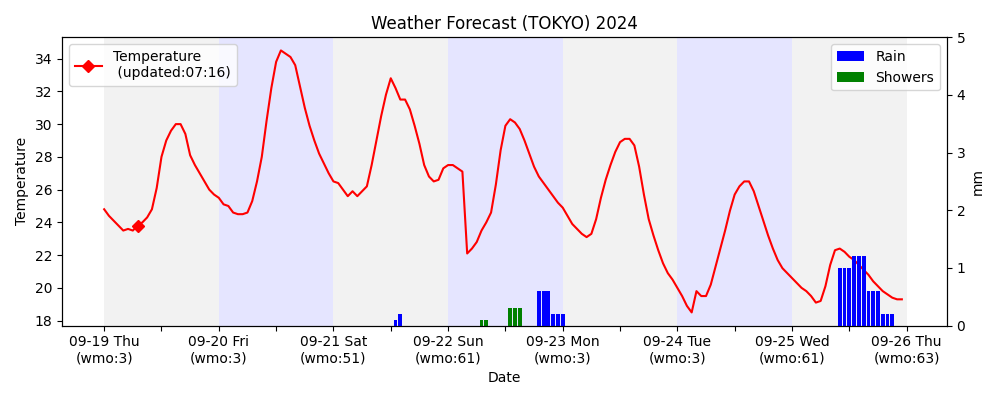 Weather Forecast (TOKYO) 2024
Temperature
(updated:07:16)
Rain
Showers
34
32
30
28
26
24
22
20
18
Temperature
5
4
3
2
1
0
mm
09-19 Thu
(wmo:3)
09-20 Fri
(wmo:3)
09-21 Sat
(wmo:51)
09-22 Sun
(wmo:61)
09-23 Mon
(wmo:3)
09-24 Tue
(wmo:3)
09-25 Wed
(wmo:61)
09-26 Thu
(wmo:63)
Date